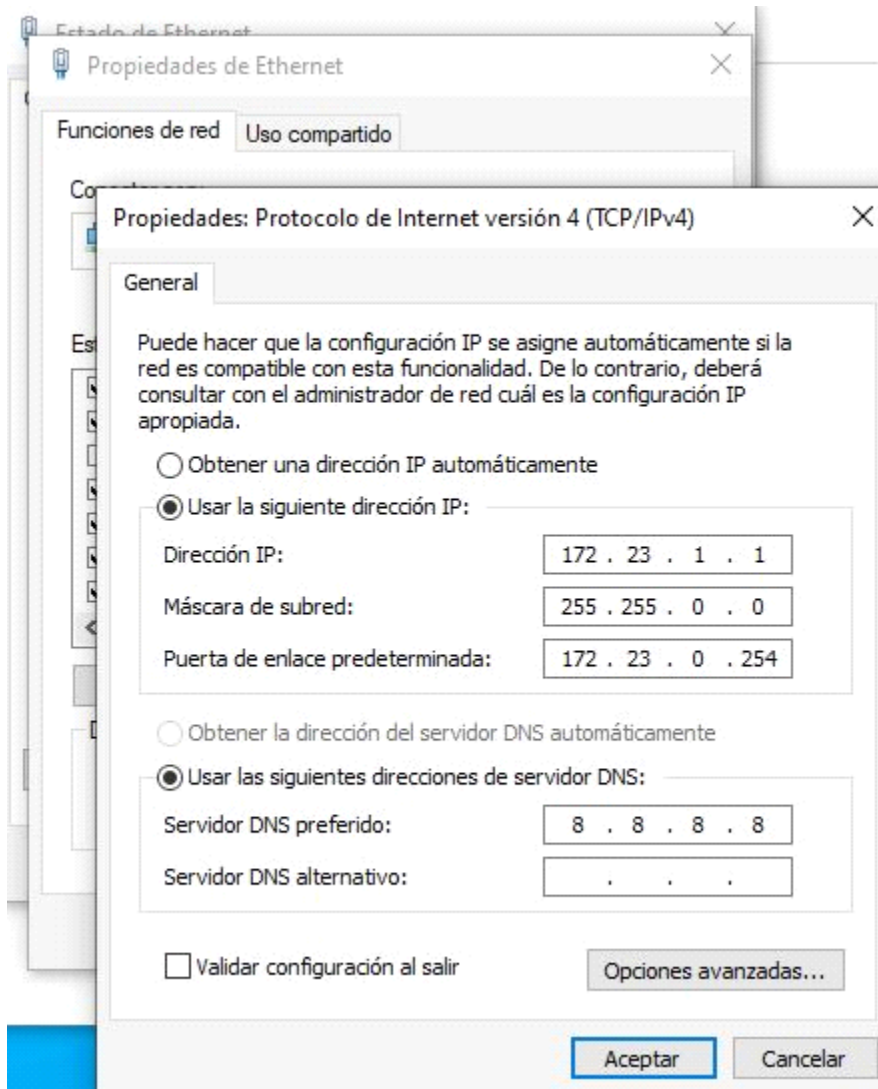 Estado de Ethernet
Propiedades de Ethernet
Funciones de red
Uso compartido
Propiedades: Protocolo de Internet versión 4 (TCP/IPv4)
General
Puede hacer que la configuración IP se asigne automáticamente si la
red es compatible con esta funcionalidad. De lo contrario, deberá
consultar con el administrador de red cuál es la configuración IP
apropiada.
Obtener una dirección IP automáticamente
Usar la siguiente dirección IP:
Dirección IP: 172 . 23 . 1 . 1
Máscara de subred: 255 . 255 . 0 . 0
Puerta de enlace predeterminada: 172 . 23 . 0 . 254
Obtener la dirección del servidor DNS automáticamente
Usar las siguientes direcciones de servidor DNS:
Servidor DNS preferido: 8 . 8 . 8 . 8
Servidor DNS alternativo: . . .
Validar configuración al salir
Opciones avanzadas...
Aceptar
Cancelar